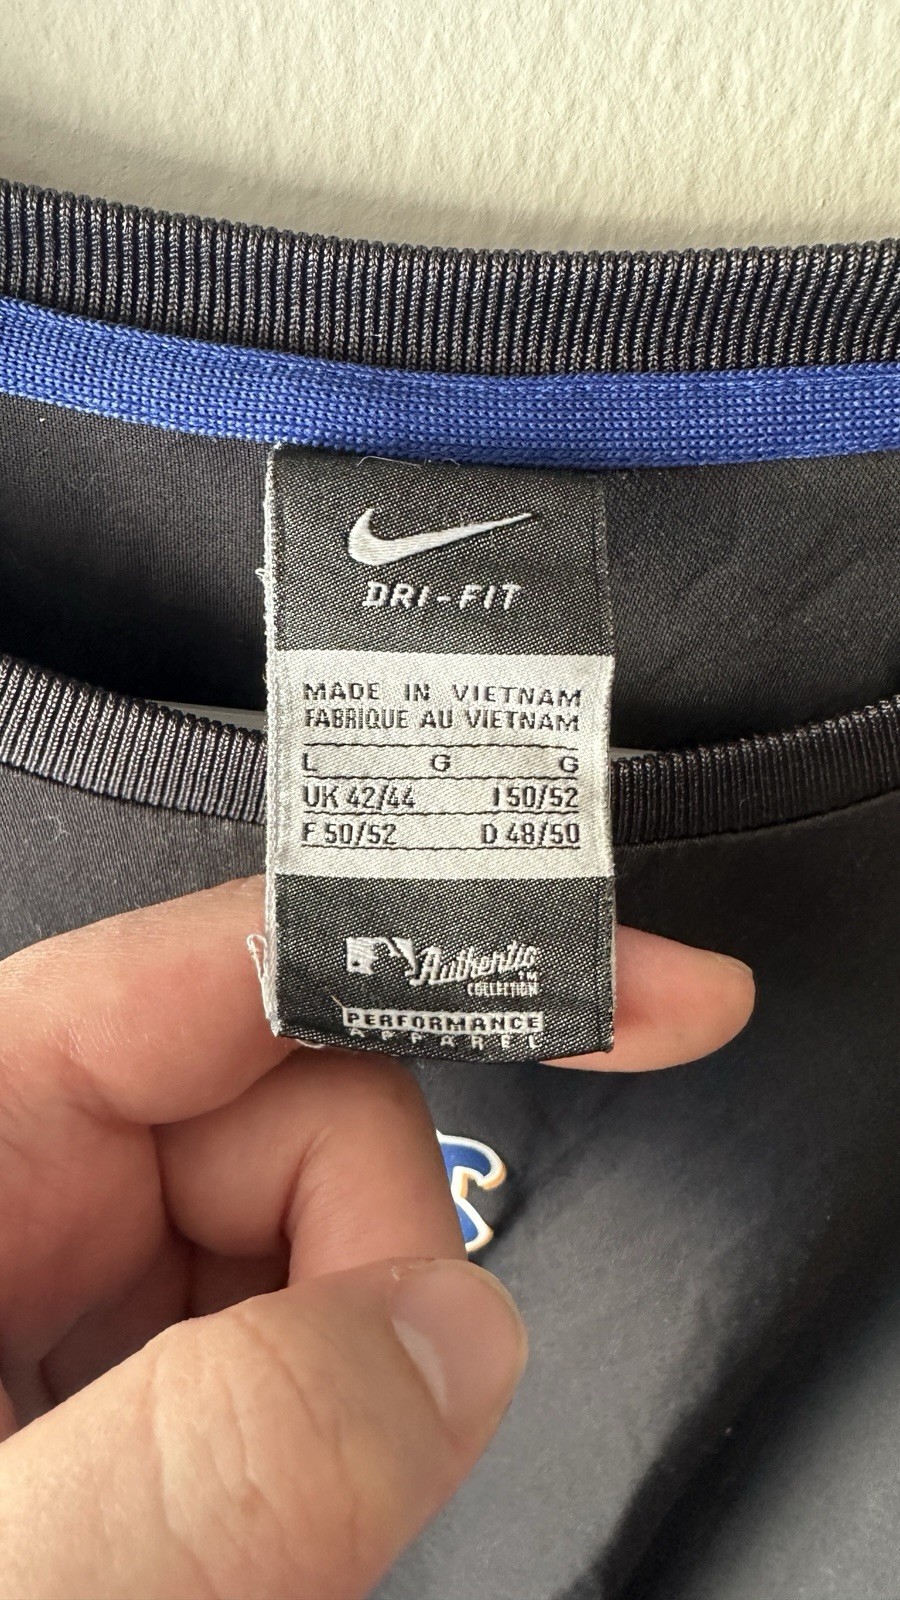 DRI-FIT
MADE IN VIETNAM
FABRIQUE AU VIETNAM
L G G
UK 42/44 I 50/52
F 50/52 D 48/50
Authentic
TM
COLLECTION
PERFORMANCE
APPAREL